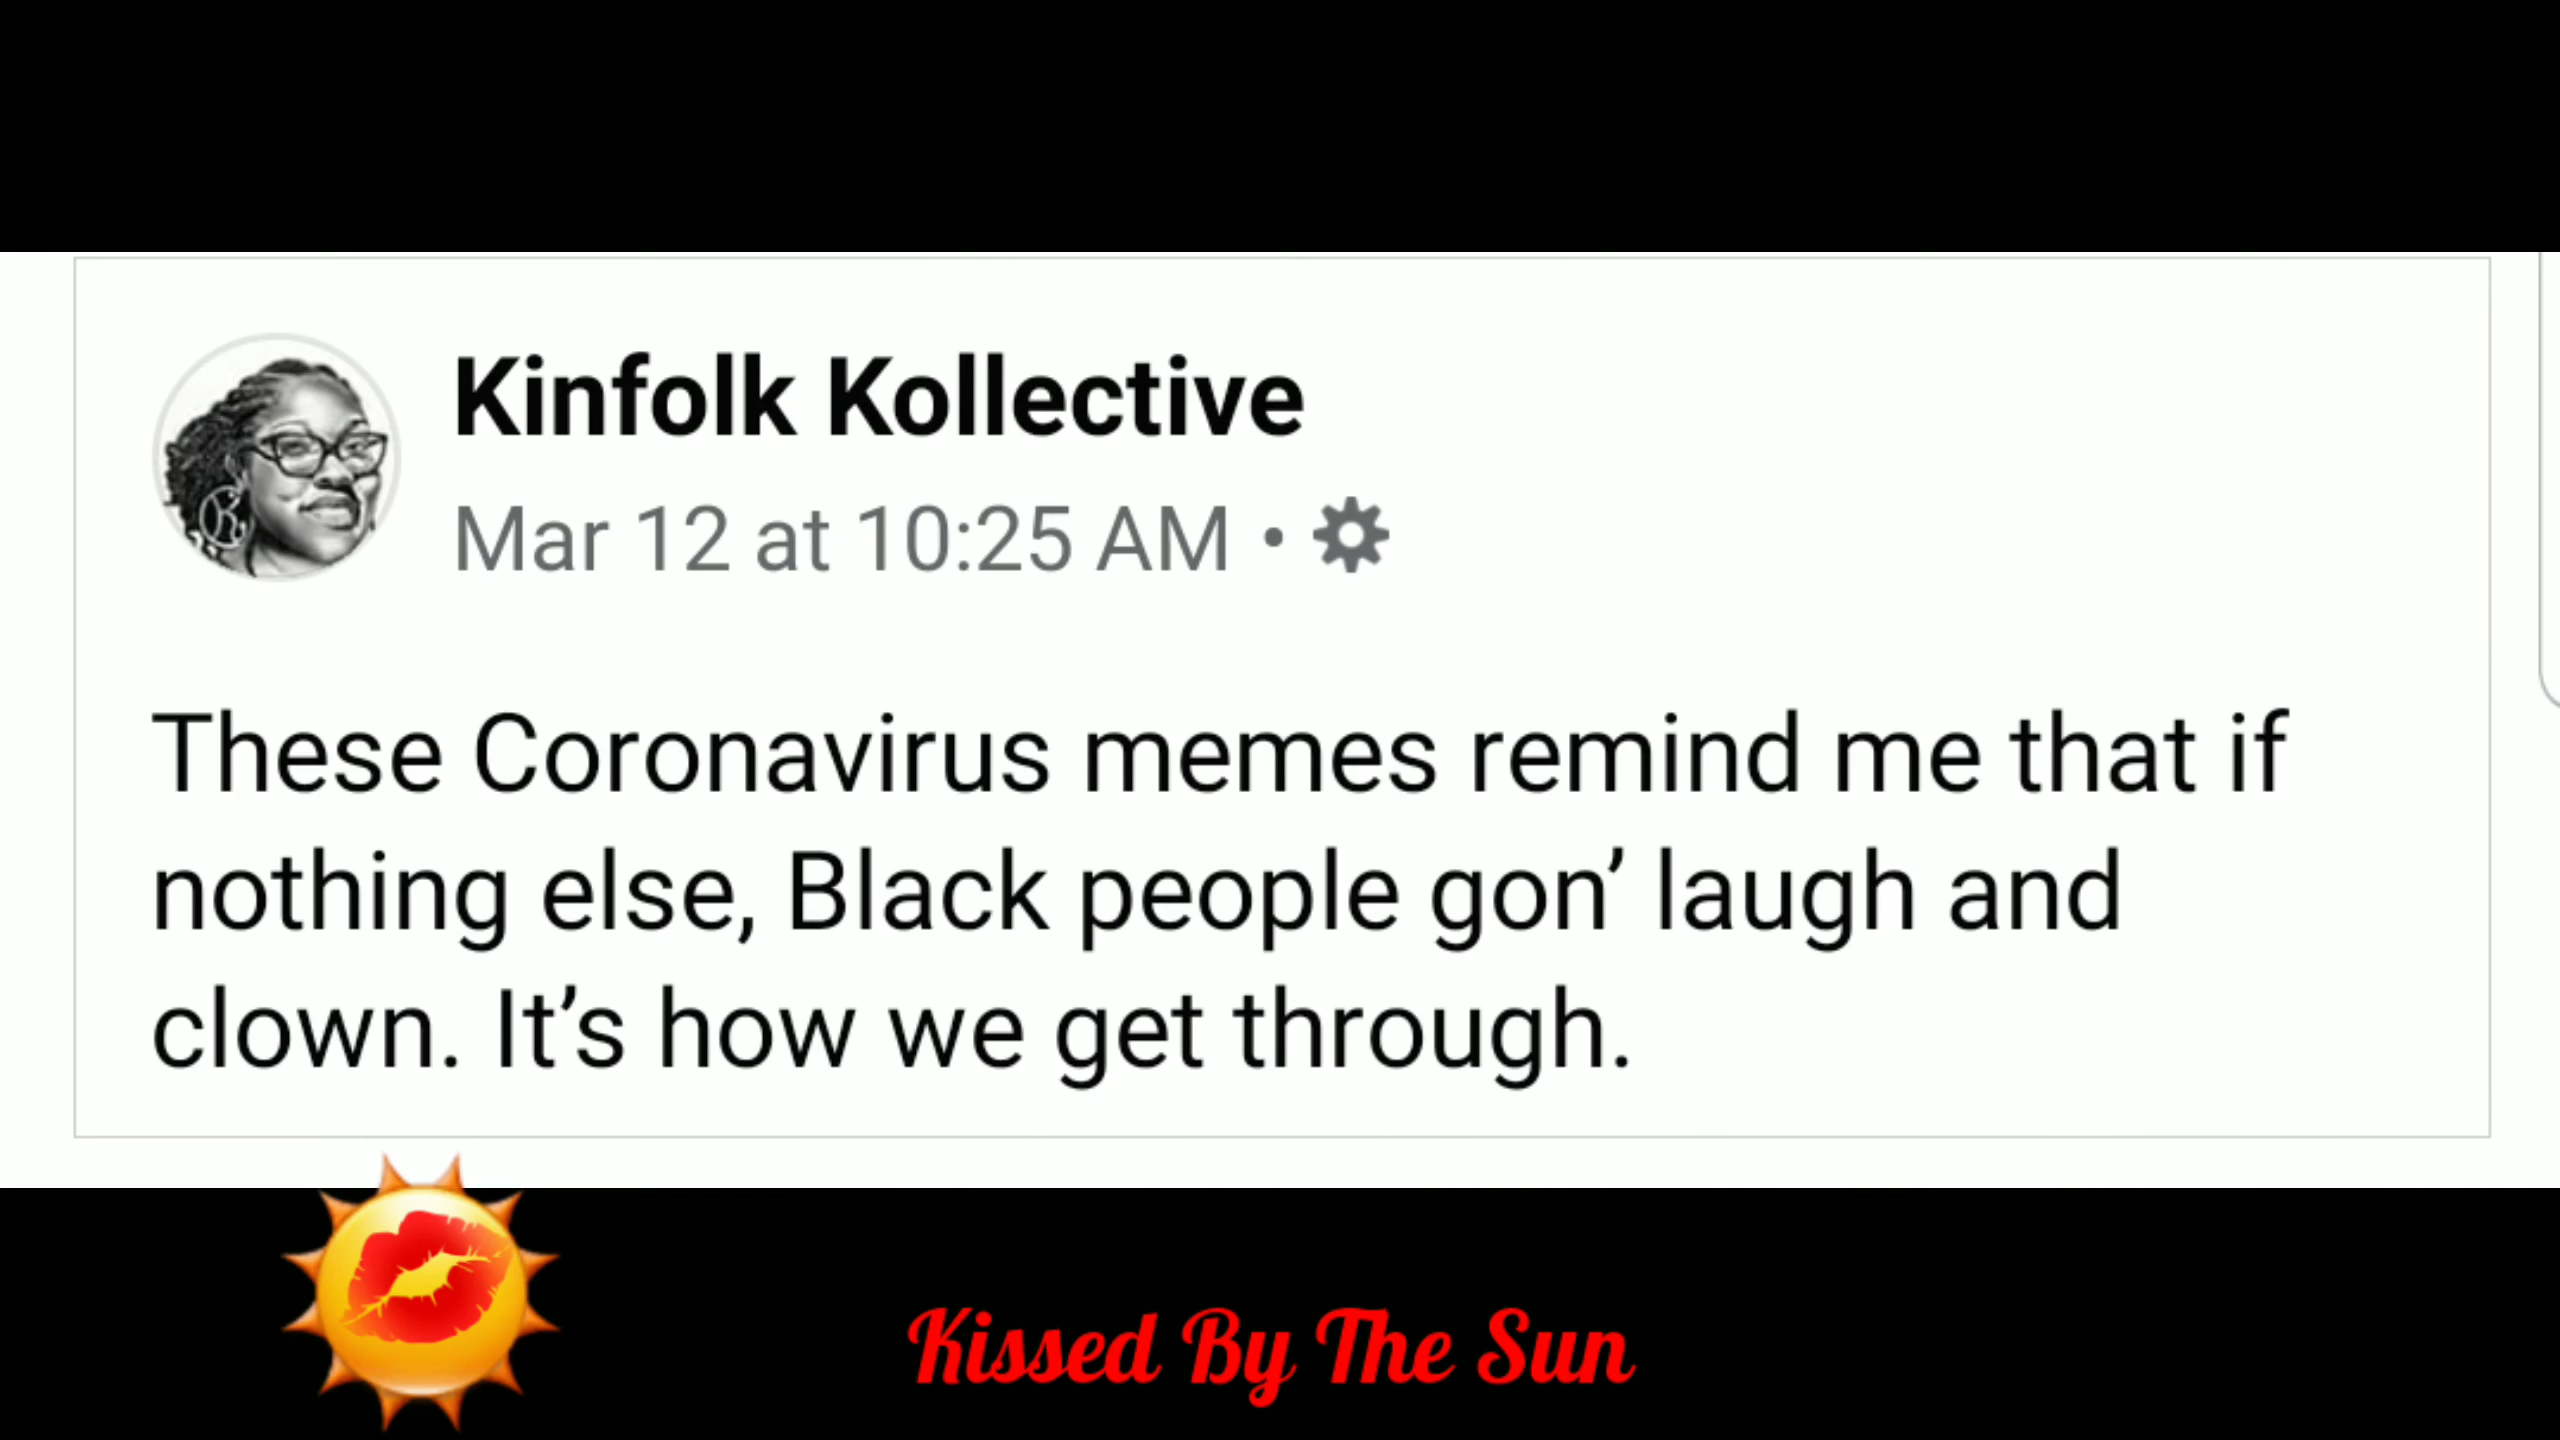 Kinfolk Kollective
Mar 12 at 10:25 AM •
These Coronavirus memes remind me that if
nothing else, Black people gon’ laugh and
clown. It’s how we get through.
Kissed By The Sun